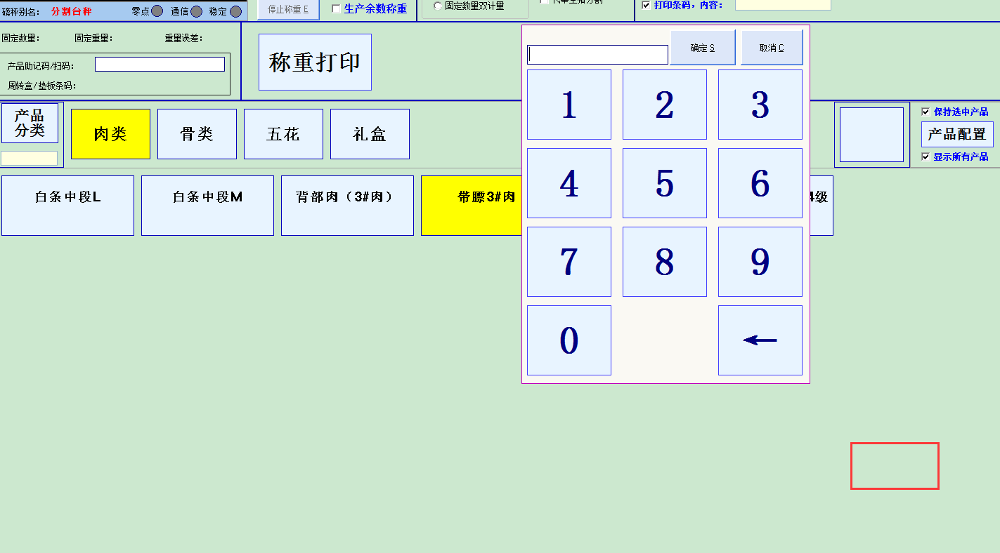 磅秤别名： 分割台秤 零点 通信 稳定
停止称重 E
生产余数称重
固定数量双计量
打印条码，内容：
固定数量： 固定重量： 重量误差：
产品助记码/扫码：
周转盒/垫板条码：
称重打印
确定 S
取消 C
1 2 3
4 5 6
7 8 9
0 ←
产品
分类
肉类
骨类
五花
礼盒
保持选中产品
产品配置
显示所有产品
白条中段L
白条中段M
背部肉（3#肉）
带膘3#肉
级